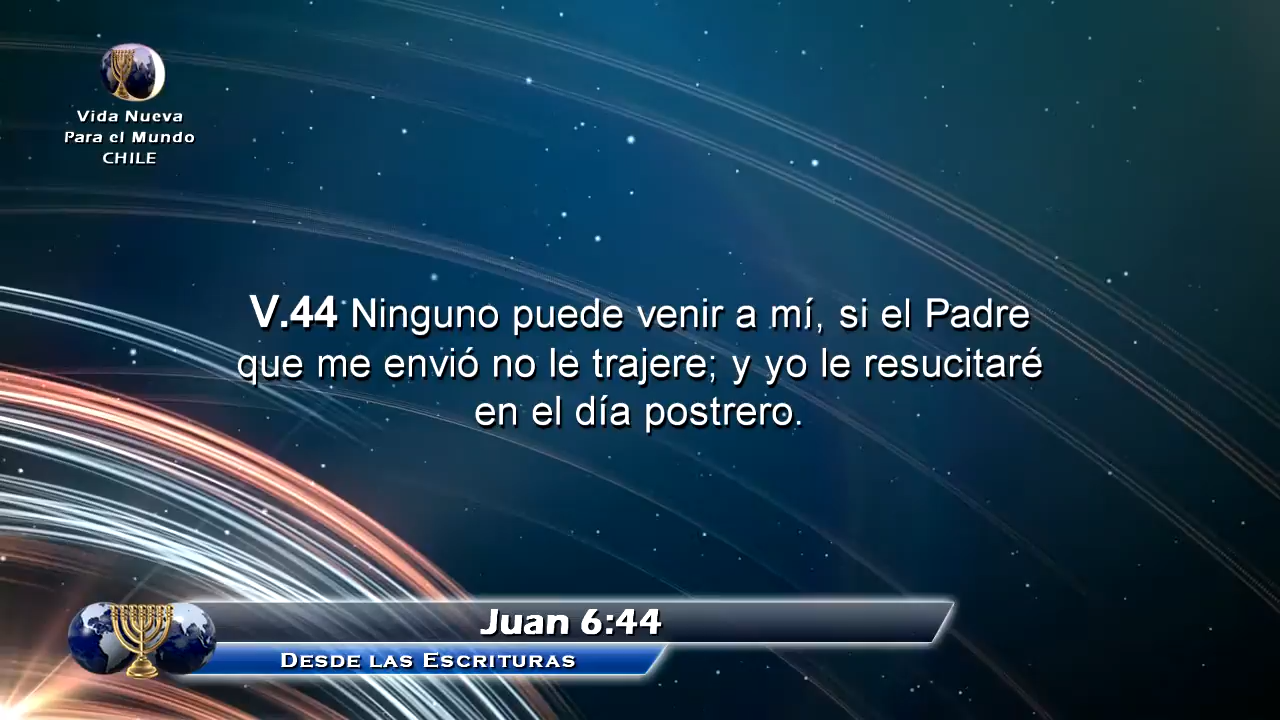 Vida Nueva
Para el Mundo
CHILE
V.44 Ninguno puede venir a mí, si el Padre
que me envió no le trajere; y yo le resucitaré
en el día postrero.
Juan 6:44
DESDE LAS ESCRITURAS